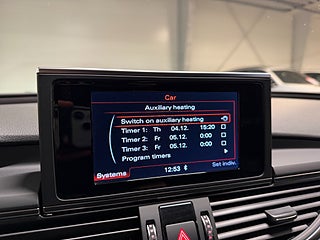 Car
Auxiliary heating
Switch on auxiliary heating
Timer 1: Th 04.12. 15:20
Timer 2: Fr 05.12. 0:00
Timer 3: Fr 05.12. 0:00
Program timers
Set indiv.
Systems
12:53